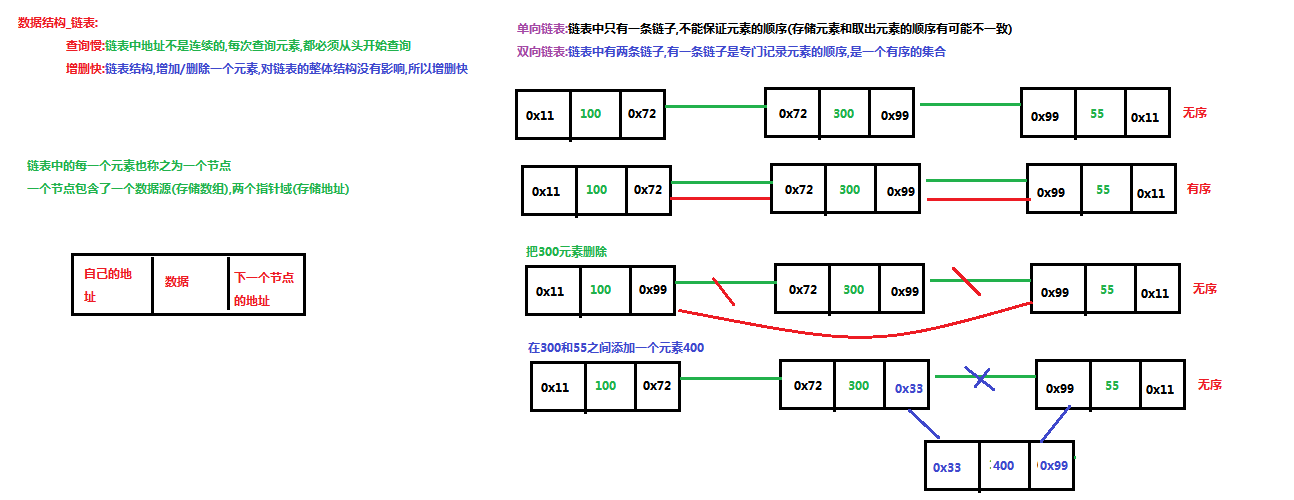 数据结构_链表:
查询慢:链表中地址不是连续的,每次查询元素,都必须从头开始查询
增删快:链表结构,增加/删除一个元素,对链表的整体结构没有影响,所以增删快
链表中的每一个元素也称之为一个节点
一个节点包含了一个数据源(存储数组),两个指针域(存储地址)
自己的地
址
数据
下一个节点
的地址
单向链表:链表中只有一条链子,不能保证元素的顺序(存储元素和取出元素的顺序有可能不一致)
双向链表:链表中有两条链子,有一条链子是专门记录元素的顺序,是一个有序的集合
0x11 100 0x72 0x72 300 0x99 0x99 55 0x11 无序
0x11 100 0x72 0x72 300 0x99 0x99 55 0x11 有序
把300元素删除
0x11 100 0x99 0x72 300 0x99 0x99 55 0x11 无序
在300和55之间添加一个元素400
0x11 100 0x72 0x72 300 0x33 0x99 55 0x11 无序
0x33 400 0x99